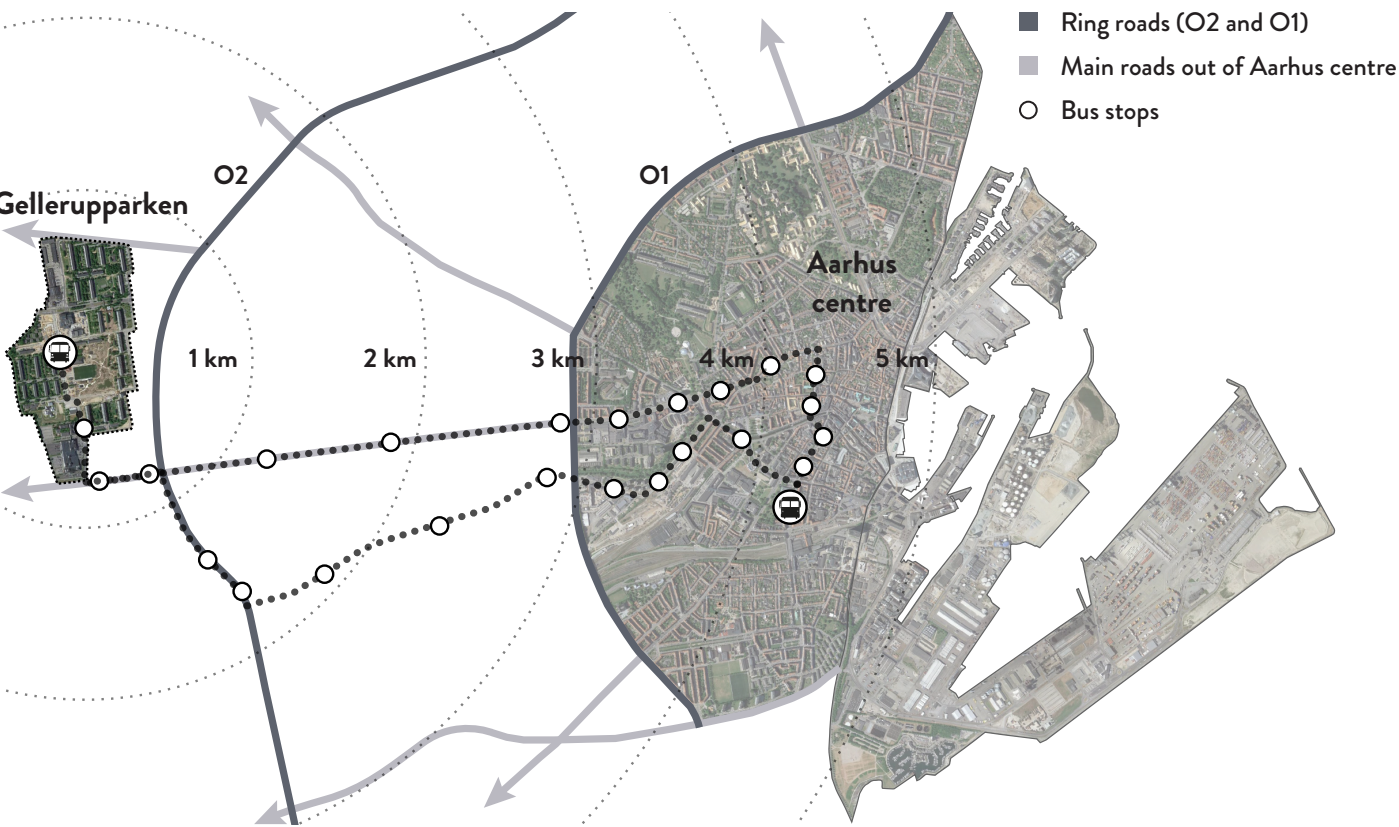 Ring roads (O2 and O1)
Main roads out of Aarhus centre
Bus stops
O2
O1
Gellerupparken
Aarhus
centre
1 km
2 km
3 km
4 km
5 km